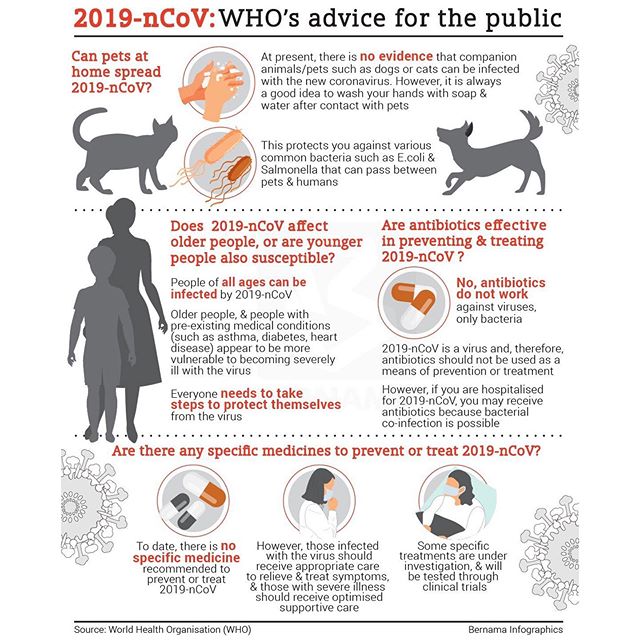 2019-nCoV: WHO's advice for the public
Can pets at
home spread
2019-nCoV?
At present, there is no evidence that companion
animals/pets such as dogs or cats can be infected
with the new coronavirus. However, it is always
a good idea to wash your hands with soap &
water after contact with pets
This protects you against various
common bacteria such as E.coli &
Salmonella that can pass between
pets & humans
Does 2019-nCoV affect
older people, or are younger
people also susceptible?
People of all ages can be
infected by 2019-nCoV
Older people, & people with
pre-existing medical conditions
(such as asthma, diabetes, heart
disease) appear to be more
vulnerable to becoming severely
ill with the virus
Everyone needs to take
steps to protect themselves
from the virus
Are antibiotics effective
in preventing & treating
2019-nCoV ?
No, antibiotics
do not work
against viruses,
only bacteria
2019-nCoV is a virus and, therefore,
antibiotics should not be used as a
means of prevention or treatment
However, if you are hospitalised
for 2019-nCoV, you may receive
antibiotics because bacterial
co-infection is possible
Are there any specific medicines to prevent or treat 2019-nCoV?
To date, there is no
specific medicine
recommended to
prevent or treat
2019-nCoV
However, those infected
with the virus should
receive appropriate care
to relieve & treat symptoms,
& those with severe illness
should receive optimised
supportive care
Some specific
treatments are under
investigation, & will
be tested through
clinical trials
Source: World Health Organisation (WHO)
Bernama Infographics